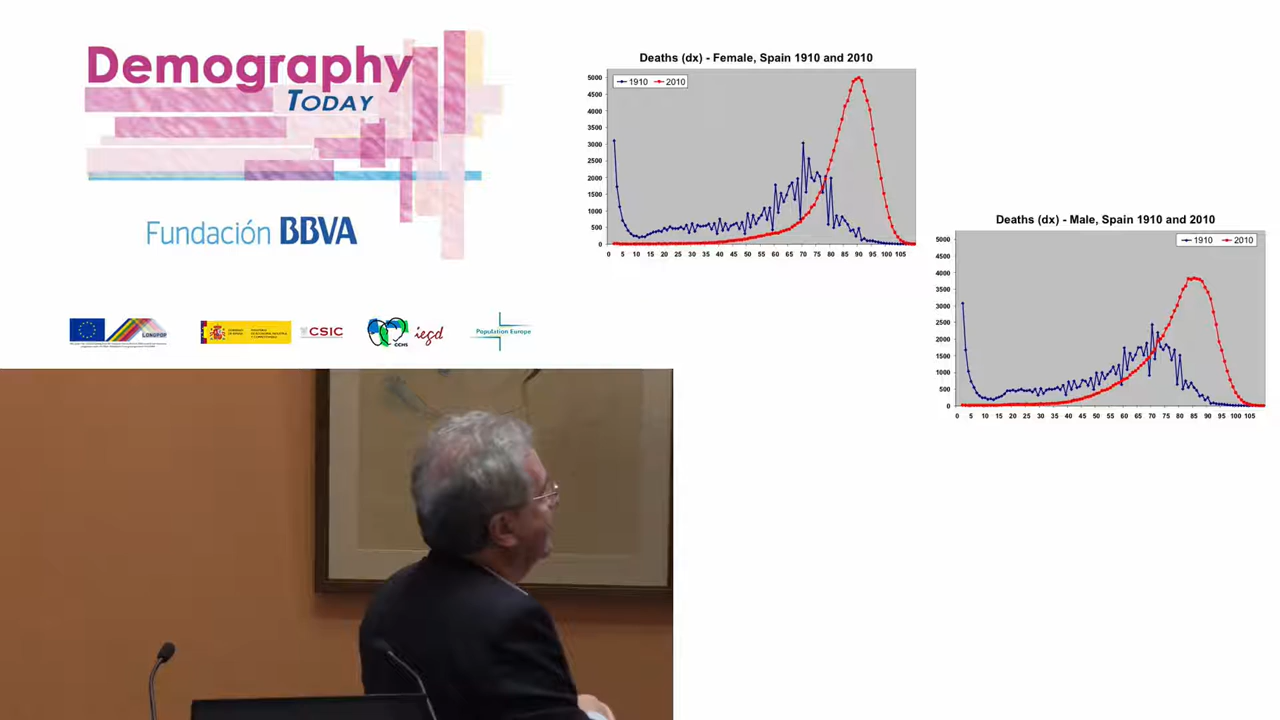 Demography
TODAY
Fundación BBVA
LONGPOP
CSIC
CCHS
iegd
Population Europe
Deaths (dx) - Female, Spain 1910 and 2010
1910 2010
5000
4500
4000
3500
3000
2500
2000
1500
1000
500
0
0 5 10 15 20 25 30 35 40 45 50 55 60 65 70 75 80 85 90 95 100 105
Deaths (dx) - Male, Spain 1910 and 2010
1910 2010
5000
4500
4000
3500
3000
2500
2000
1500
1000
500
0
0 5 10 15 20 25 30 35 40 45 50 55 60 65 70 75 80 85 90 95 100 105